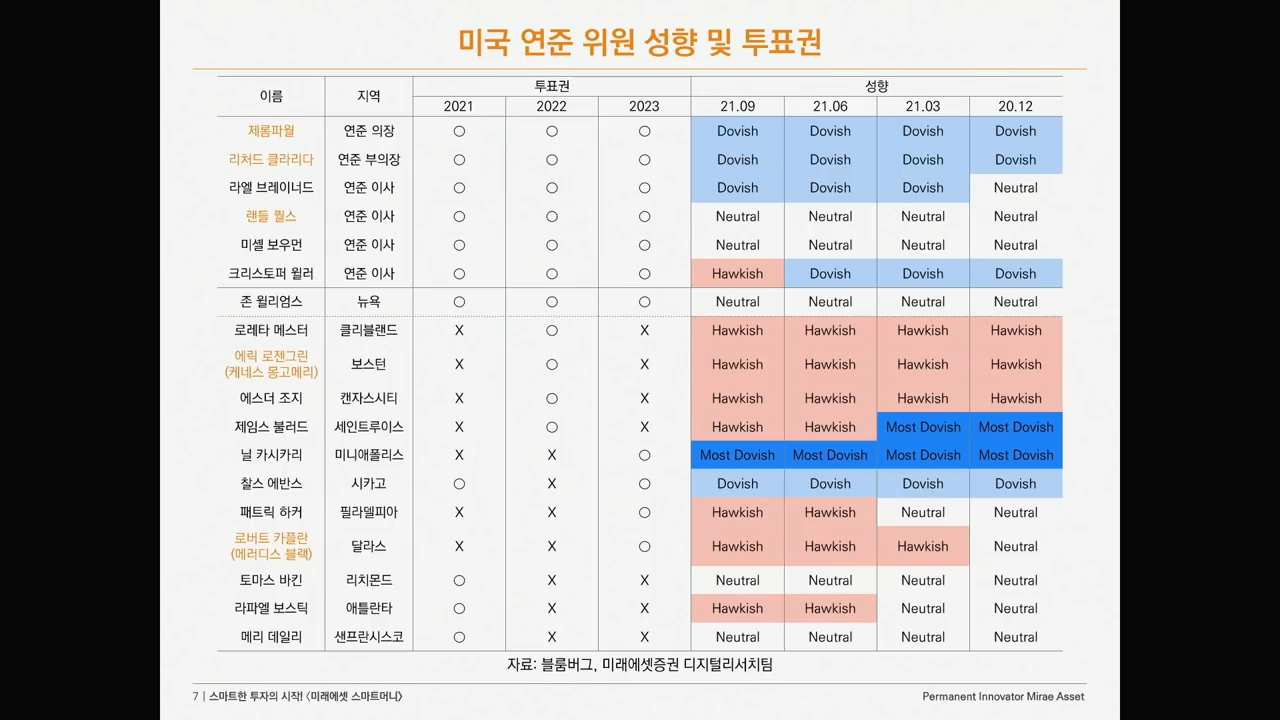 미국 연준 위원 성향 및 투표권
이름 지역 투표권 성향
2021 2022 2023 21.09 21.06 21.03 20.12
제롬파월 연준 의장 ○ ○ ○ Dovish Dovish Dovish Dovish
리처드 클라리다 연준 부의장 ○ ○ ○ Dovish Dovish Dovish Dovish
라엘 브레이너드 연준 이사 ○ ○ ○ Dovish Dovish Dovish Neutral
랜들 퀄스 연준 이사 ○ ○ ○ Neutral Neutral Neutral Neutral
미셸 보우먼 연준 이사 ○ ○ ○ Neutral Neutral Neutral Neutral
크리스토퍼 월러 연준 이사 ○ ○ ○ Hawkish Dovish Dovish Dovish
존 윌리엄스 뉴욕 ○ ○ ○ Neutral Neutral Neutral Neutral
로레타 메스터 클리블랜드 X ○ X Hawkish Hawkish Hawkish Hawkish
에릭 로젠그린
(케네스 몽고메리) 보스턴 X ○ X Hawkish Hawkish Hawkish Hawkish
에스더 조지 캔자스시티 X ○ X Hawkish Hawkish Hawkish Hawkish
제임스 불러드 세인트루이스 X ○ X Hawkish Hawkish Most Dovish Most Dovish
닐 카시카리 미니애폴리스 X X ○ Most Dovish Most Dovish Most Dovish Most Dovish
찰스 에반스 시카고 ○ X ○ Dovish Dovish Dovish Dovish
패트릭 하커 필라델피아 X X ○ Hawkish Hawkish Neutral Neutral
로버트 카플란
(메러디스 블랙) 달라스 X X ○ Hawkish Hawkish Hawkish Neutral
토마스 바킨 리치몬드 ○ X X Neutral Neutral Neutral Neutral
라파엘 보스틱 애틀란타 ○ X X Hawkish Hawkish Neutral Neutral
메리 데일리 샌프란시스코 ○ X X Neutral Neutral Neutral Neutral
자료: 블룸버그, 미래에셋증권 디지털리서치팀
7 | 스마트한 투자의 시작! 〈미래에셋 스마트머니〉 Permanent Innovator Mirae Asset